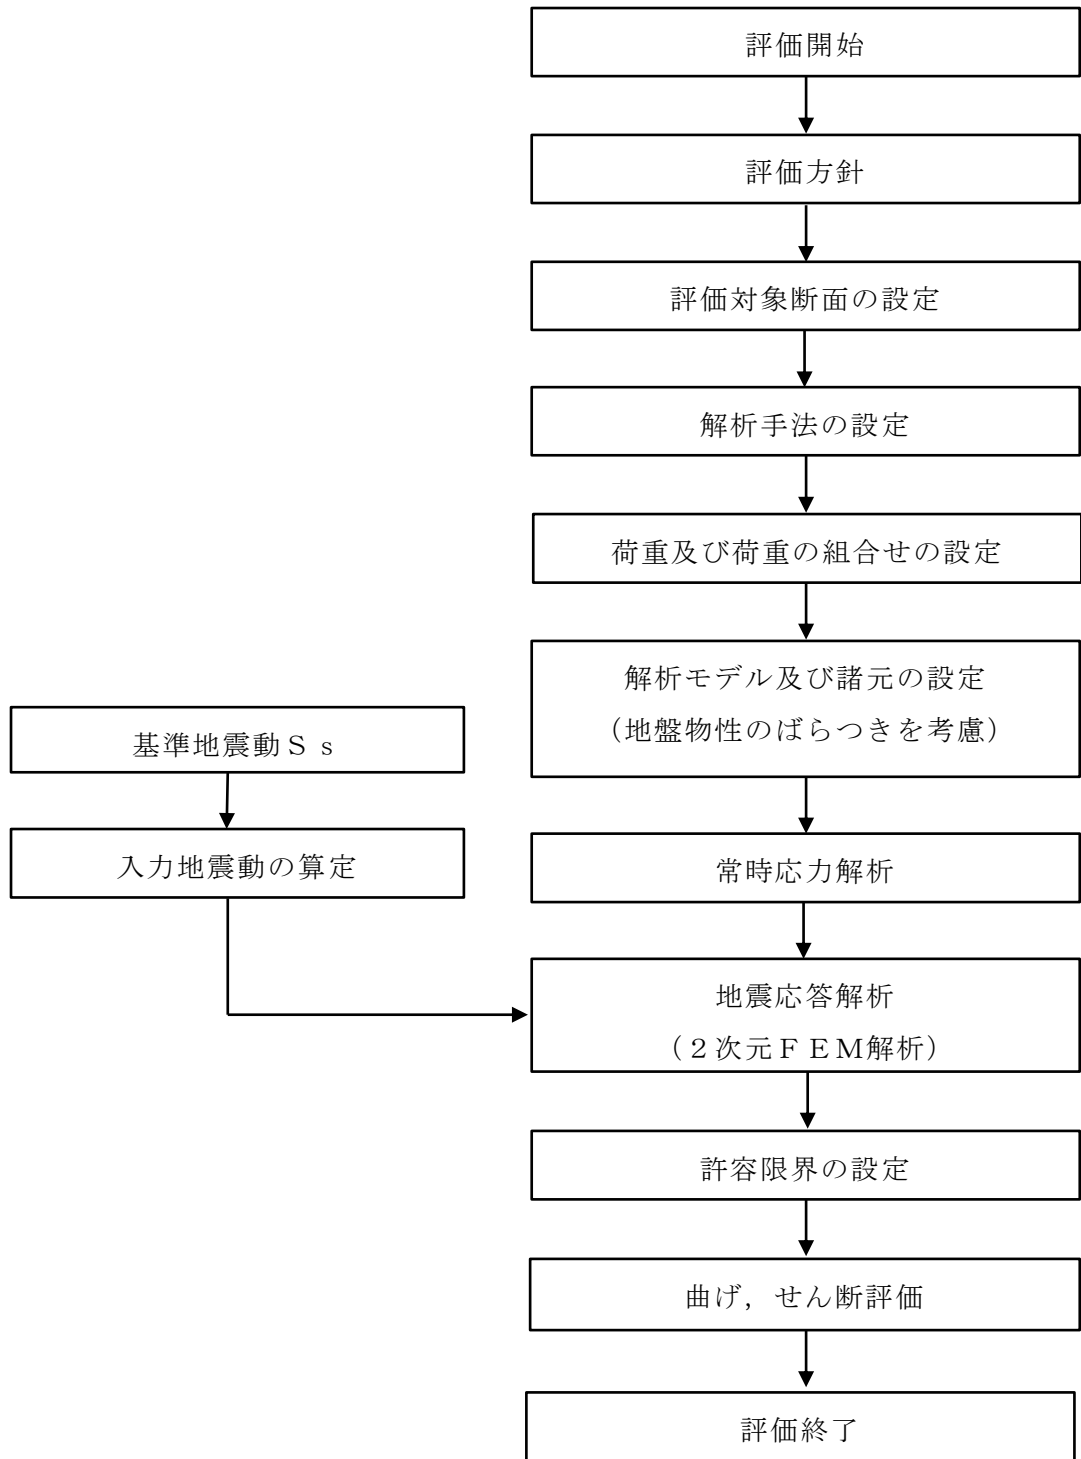 評価開始
評価方針
評価対象断面の設定
解析手法の設定
荷重及び荷重の組合せの設定
解析モデル及び諸元の設定
（地盤物性のばらつきを考慮）
基準地震動Ｓｓ
入力地震動の算定
常時応力解析
地震応答解析
（２次元ＦＥＭ解析）
許容限界の設定
曲げ，せん断評価
評価終了